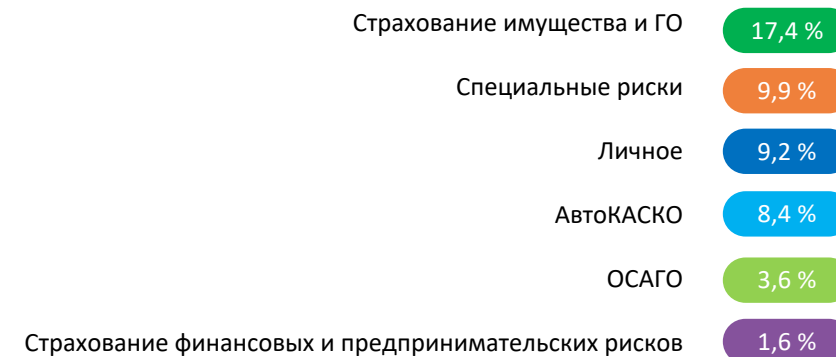 Страхование имущества и ГО 17,4 %
Специальные риски 9,9 %
Личное 9,2 %
АвтоКАСКО 8,4 %
ОСАГО 3,6 %
Страхование финансовых и предпринимательских рисков 1,6 %